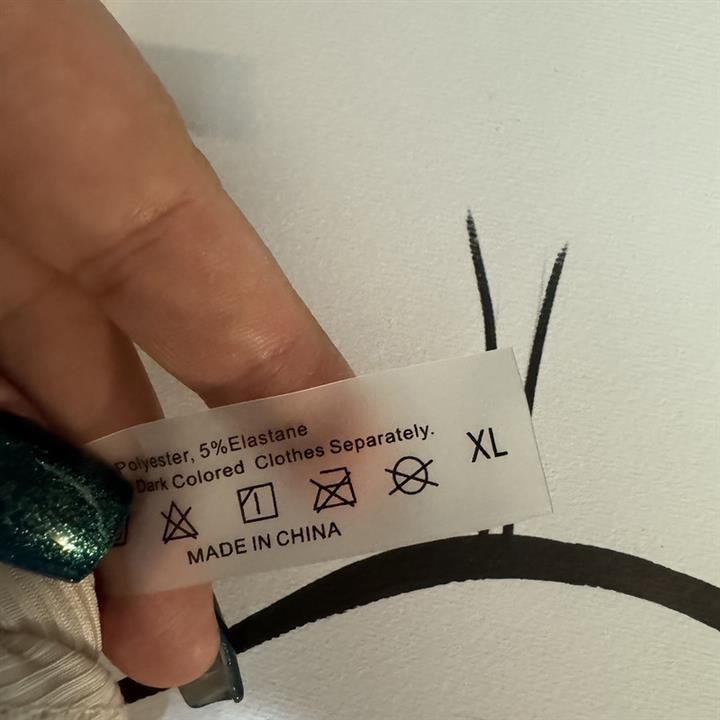 Polyester, 5%Elastane
Dark Colored Clothes Separately.
XL
MADE IN CHINA